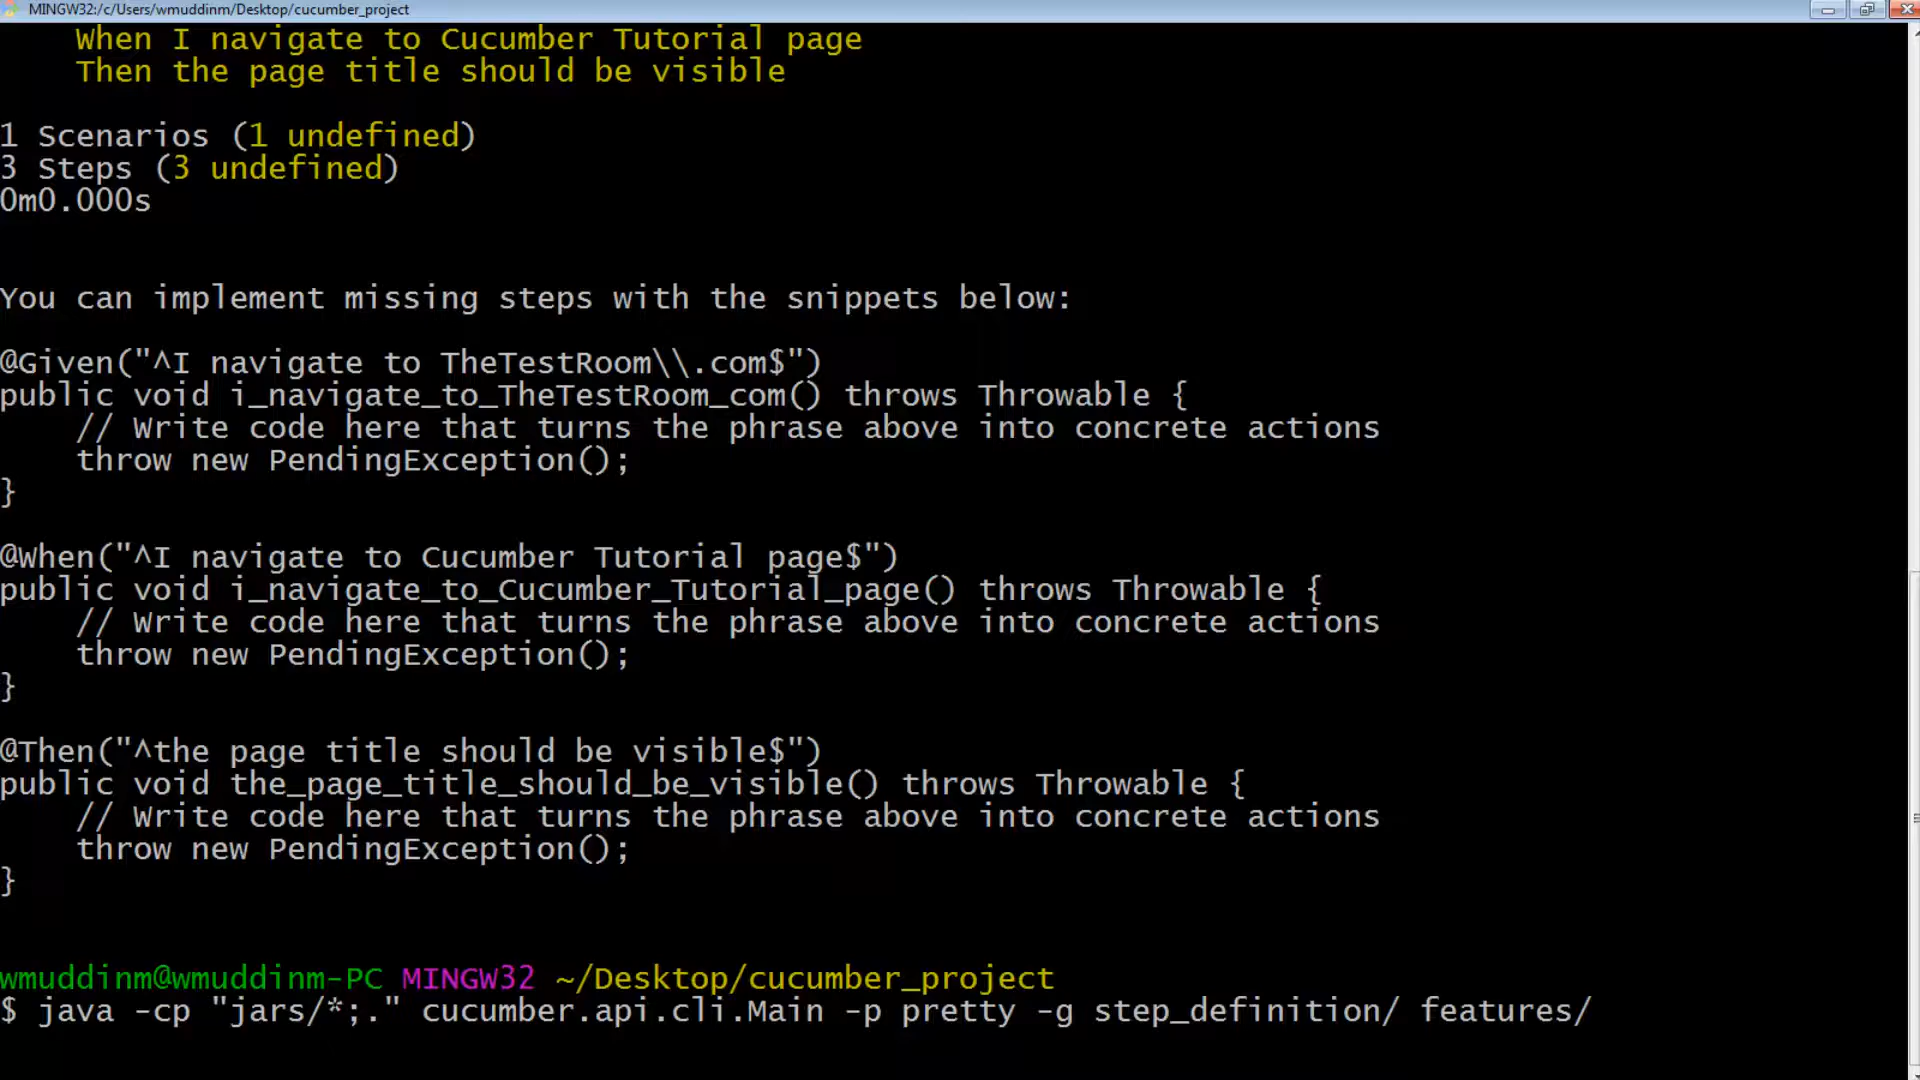 MINGW32:/c/Users/wmuddinm/Desktop/cucumber_project
When I navigate to Cucumber Tutorial page
Then the page title should be visible
1 Scenarios (1 undefined)
3 Steps (3 undefined)
0m0.000s
You can implement missing steps with the snippets below:
@Given("^I navigate to TheTestRoom\\.com$")
public void i_navigate_to_TheTestRoom_com() throws Throwable {
    // Write code here that turns the phrase above into concrete actions
    throw new PendingException();
}
@When("^I navigate to Cucumber Tutorial page$")
public void i_navigate_to_Cucumber_Tutorial_page() throws Throwable {
    // Write code here that turns the phrase above into concrete actions
    throw new PendingException();
}
@Then("^the page title should be visible$")
public void the_page_title_should_be_visible() throws Throwable {
    // Write code here that turns the phrase above into concrete actions
    throw new PendingException();
}
wmuddinm@wmuddinm-PC MINGW32 ~/Desktop/cucumber_project
$ java -cp "jars/*;." cucumber.api.cli.Main -p pretty -g step_definition/ features/